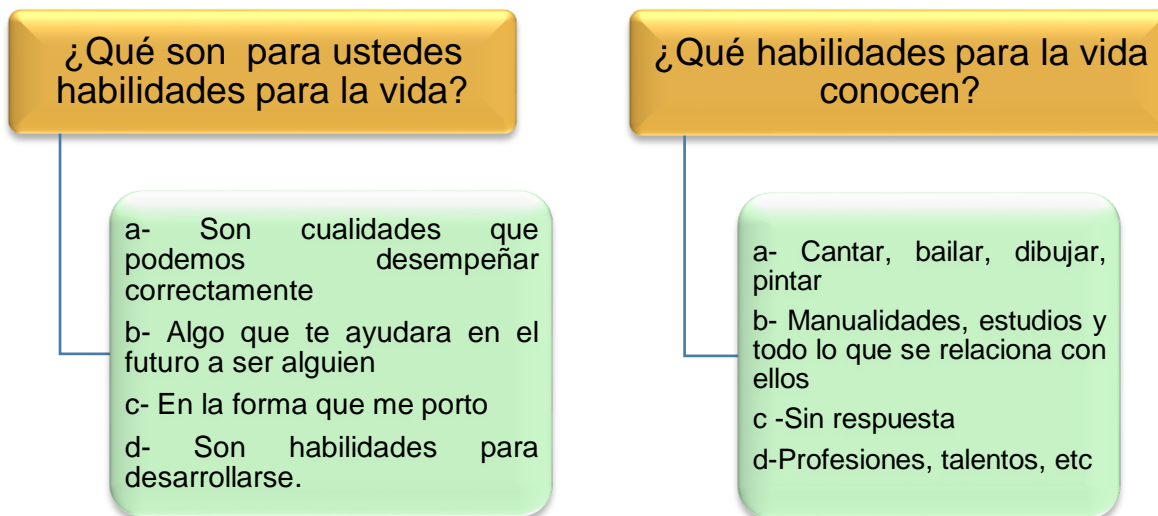 ¿Qué son para ustedes
habilidades para la vida?
a- Son cualidades que
podemos desempeñar
correctamente
b- Algo que te ayudara en el
futuro a ser alguien
c- En la forma que me porto
d- Son habilidades para
desarrollarse.
¿Qué habilidades para la vida
conocen?
a- Cantar, bailar, dibujar,
pintar
b- Manualidades, estudios y
todo lo que se relaciona con
ellos
c -Sin respuesta
d-Profesiones, talentos, etc